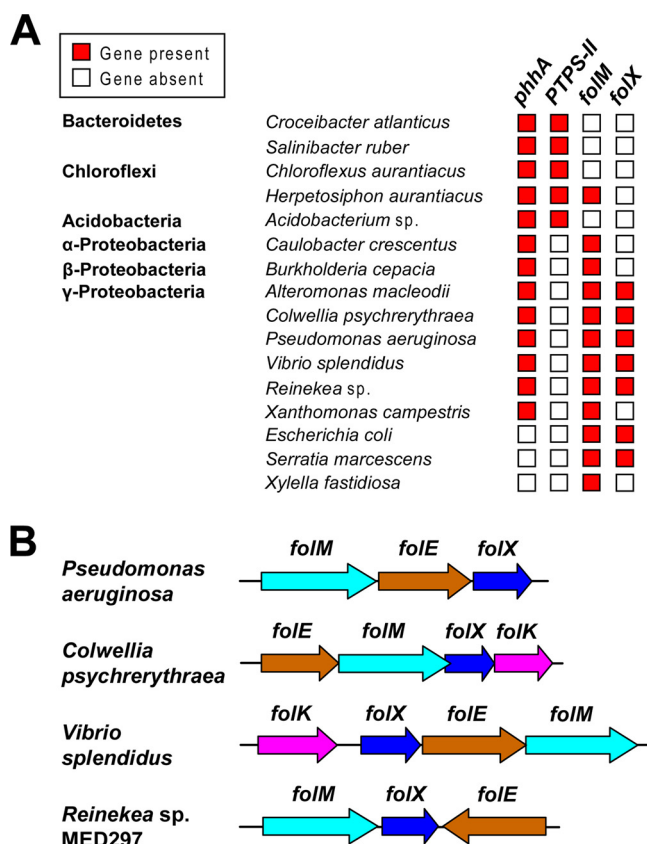 A
Gene present
Gene absent
phhA PTPS-II folM folX
Bacteroidetes Croceibacter atlanticus
Salinibacter ruber
Chloroflexi Chloroflexus aurantiacus
Herpetosiphon aurantiacus
Acidobacteria Acidobacterium sp.
α-Proteobacteria Caulobacter crescentus
β-Proteobacteria Burkholderia cepacia
γ-Proteobacteria Alteromonas macleodii
Colwellia psychrerythraea
Pseudomonas aeruginosa
Vibrio splendidus
Reinekea sp.
Xanthomonas campestris
Escherichia coli
Serratia marcescens
Xylella fastidiosa
B
folM folE folX
Pseudomonas
aeruginosa
folE folM folX folK
Colwellia
psychrerythraea
folK folX folE folM
Vibrio
splendidus
folM folX folE
Reinekea sp.
MED297